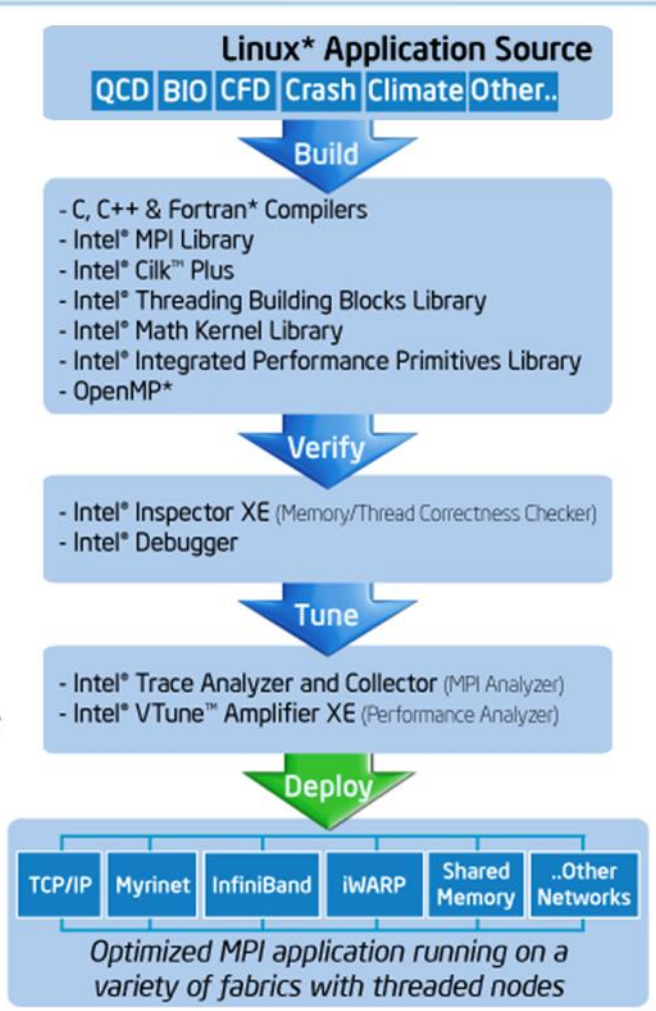 Linux* Application Source
QCD BIO CFD Crash Climate Other..
Build
- C, C++ & Fortran* Compilers
- Intel® MPI Library
- Intel® Cilk™ Plus
- Intel® Threading Building Blocks Library
- Intel® Math Kernel Library
- Intel® Integrated Performance Primitives Library
- OpenMP*
Verify
- Intel® Inspector XE (Memory/Thread Correctness Checker)
- Intel® Debugger
Tune
- Intel® Trace Analyzer and Collector (MPI Analyzer)
- Intel® VTune™ Amplifier XE (Performance Analyzer)
Deploy
TCP/IP Myrinet InfiniBand iWARP Shared Memory ..Other Networks
Optimized MPI application running on a
variety of fabrics with threaded nodes